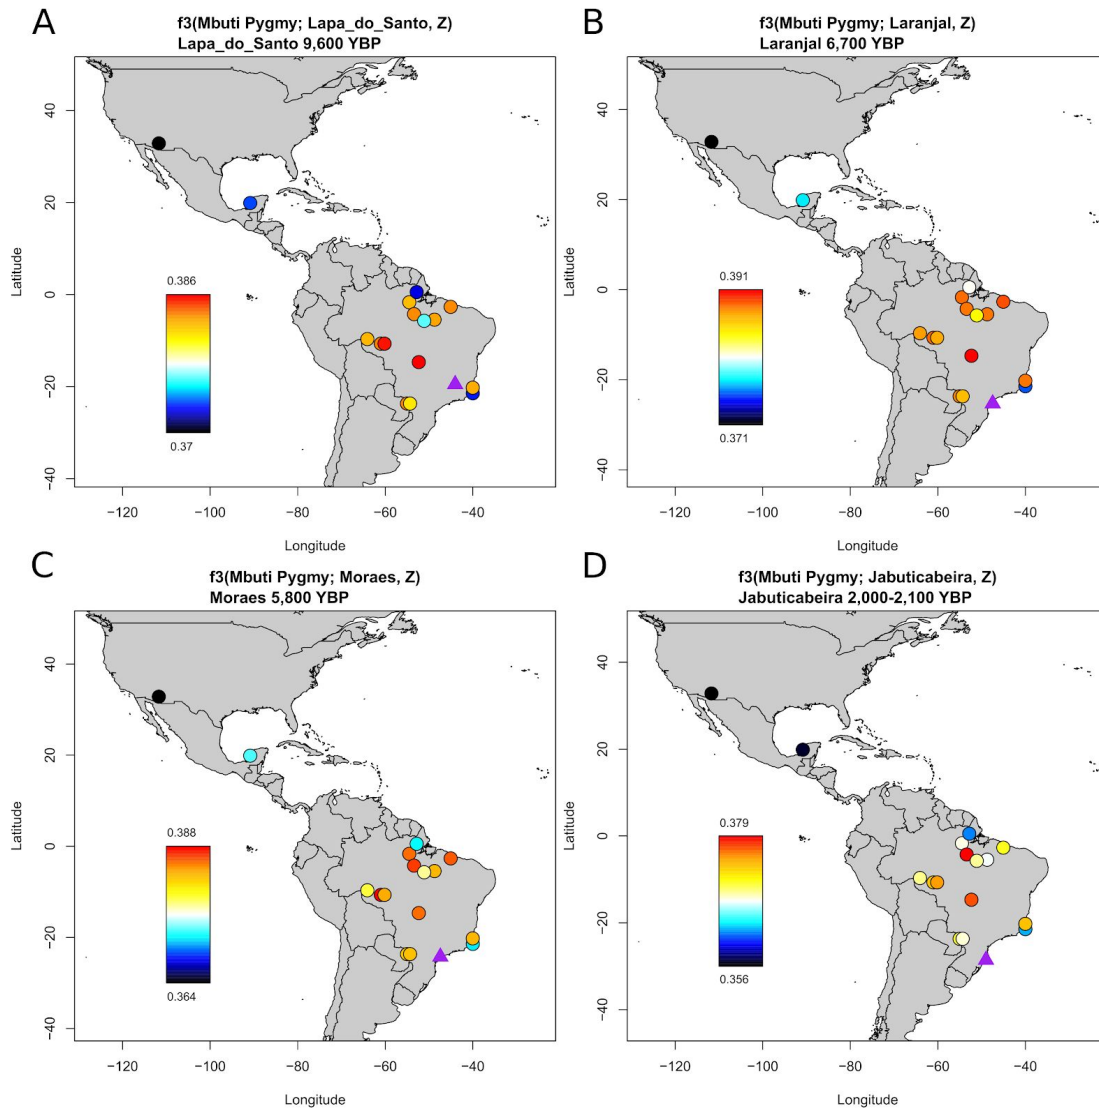 A
f3(Mbuti Pygmy; Lapa_do_Santo, Z)
Lapa_do_Santo 9,600 YBP
40
20
0
−20
−40
Latitude
0.386
0.37
−120
−100
−80
−60
−40
Longitude
B
f3(Mbuti Pygmy; Laranjal, Z)
Laranjal 6,700 YBP
40
20
0
−20
−40
Latitude
0.391
0.371
−120
−100
−80
−60
−40
Longitude
C
f3(Mbuti Pygmy; Moraes, Z)
Moraes 5,800 YBP
40
20
0
−20
−40
Latitude
0.388
0.364
−120
−100
−80
−60
−40
Longitude
D
f3(Mbuti Pygmy; Jabuticabeira, Z)
Jabuticabeira 2,000-2,100 YBP
40
20
0
−20
−40
Latitude
0.379
0.356
−120
−100
−80
−60
−40
Longitude